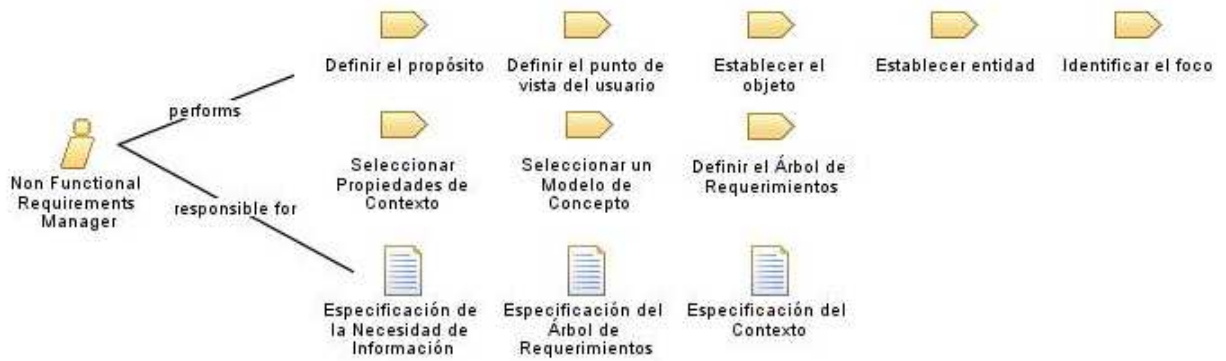 Definir el propósito
Definir el punto de
vista del usuario
Establecer el
objeto
Establecer entidad
Identificar el foco
performs
Non Functional
Requirements
Manager
Seleccionar
Propiedades de
Contexto
Seleccionar un
Modelo de
Concepto
Definir el Árbol de
Requerimientos
responsible for
Especificación de
la Necesidad de
Información
Especificación del
Árbol de
Requerimientos
Especificación del
Contexto